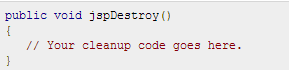 public void jspDestroy()
{
   // Your cleanup code goes here.
}